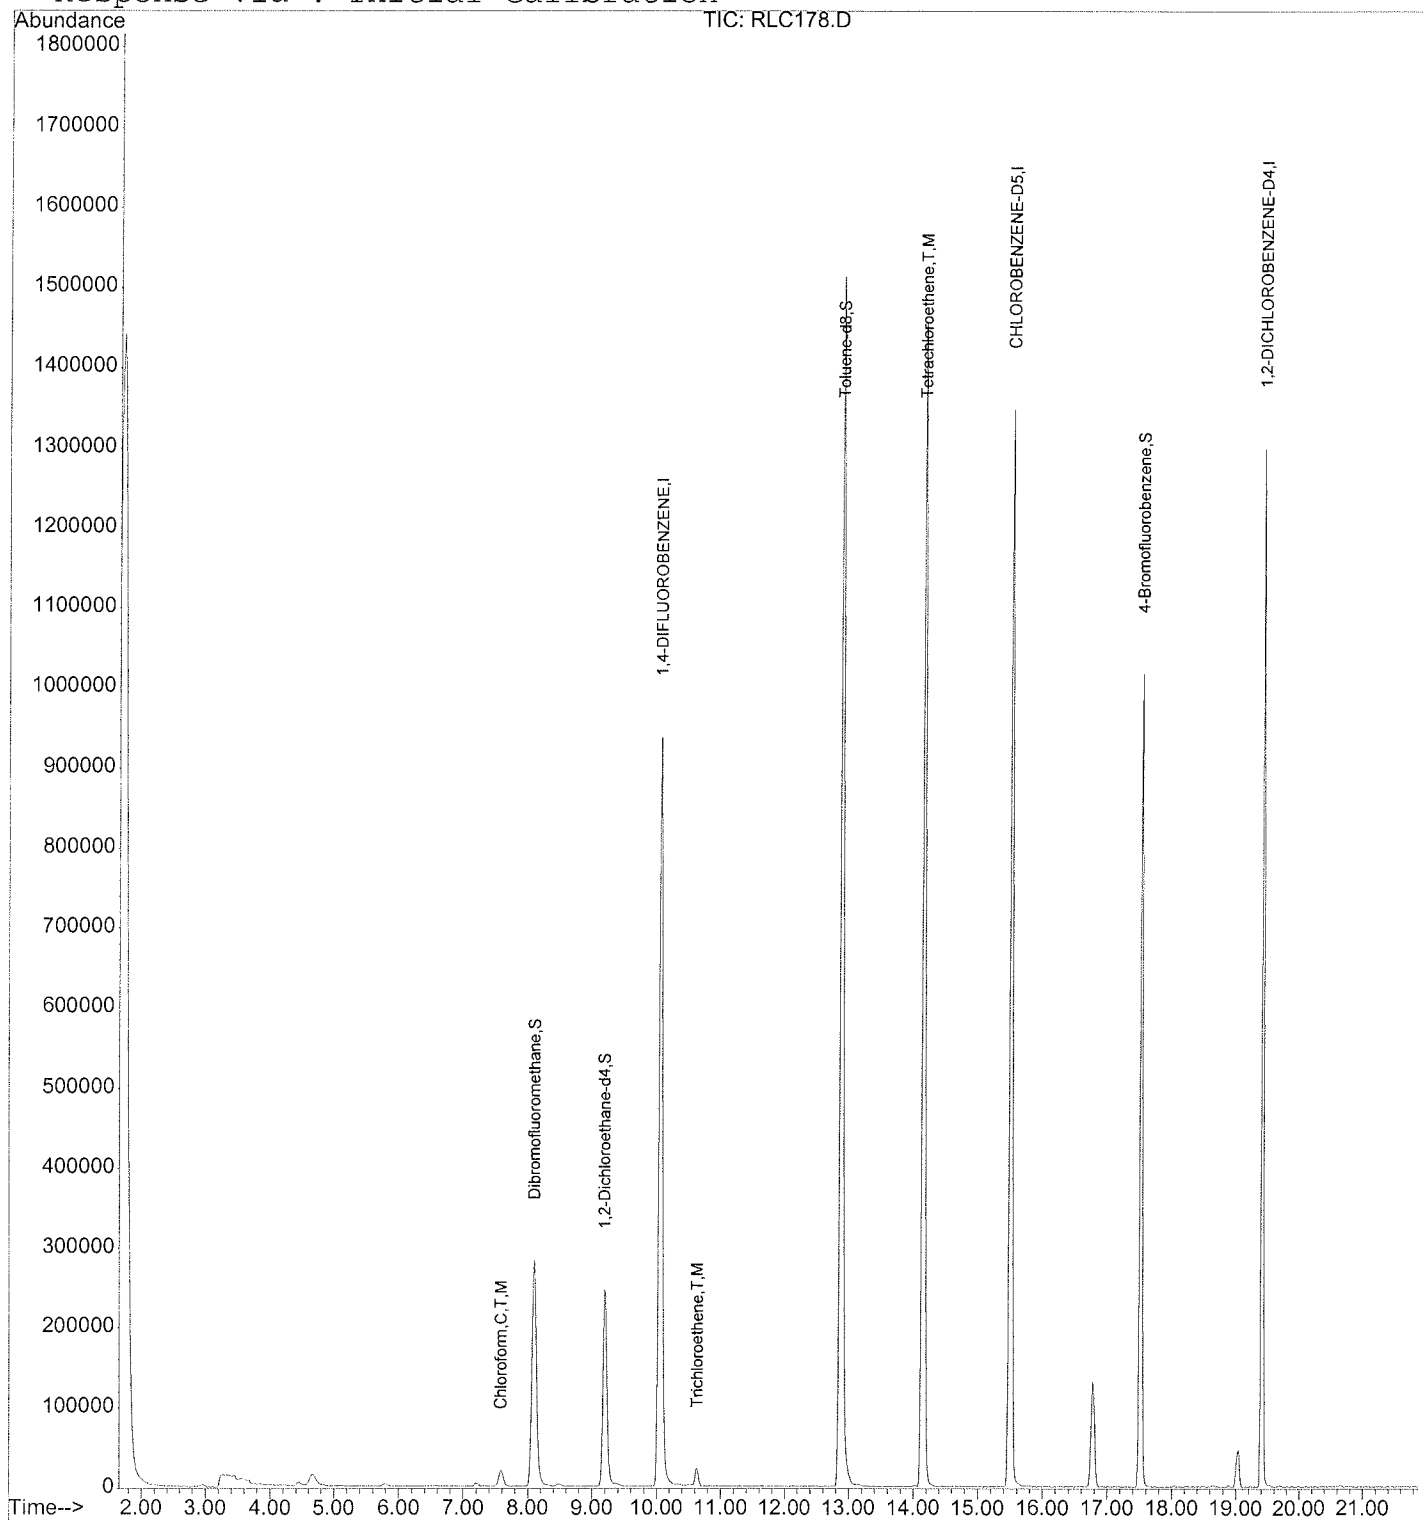 Response via : Initial Calibration
Abundance
TIC: RLC178.D
1800000
1700000
1600000
1500000
1400000
1300000
1200000
1100000
1000000
900000
800000
700000
600000
500000
400000
300000
200000
100000
0
Chloroform,C,T,M
Dibromofluoromethane,S
1,2-Dichloroethane-d4,S
1,4-DIFLUOROBENZENE,I
Trichloroethene,T,M
Toluene-d8,S
Tetrachloroethene,T,M
CHLOROBENZENE-D5,I
4-Bromofluorobenzene,S
1,2-DICHLOROBENZENE-D4,I
Time--> 2.00 3.00 4.00 5.00 6.00 7.00 8.00 9.00 10.00 11.00 12.00 13.00 14.00 15.00 16.00 17.00 18.00 19.00 20.00 21.00